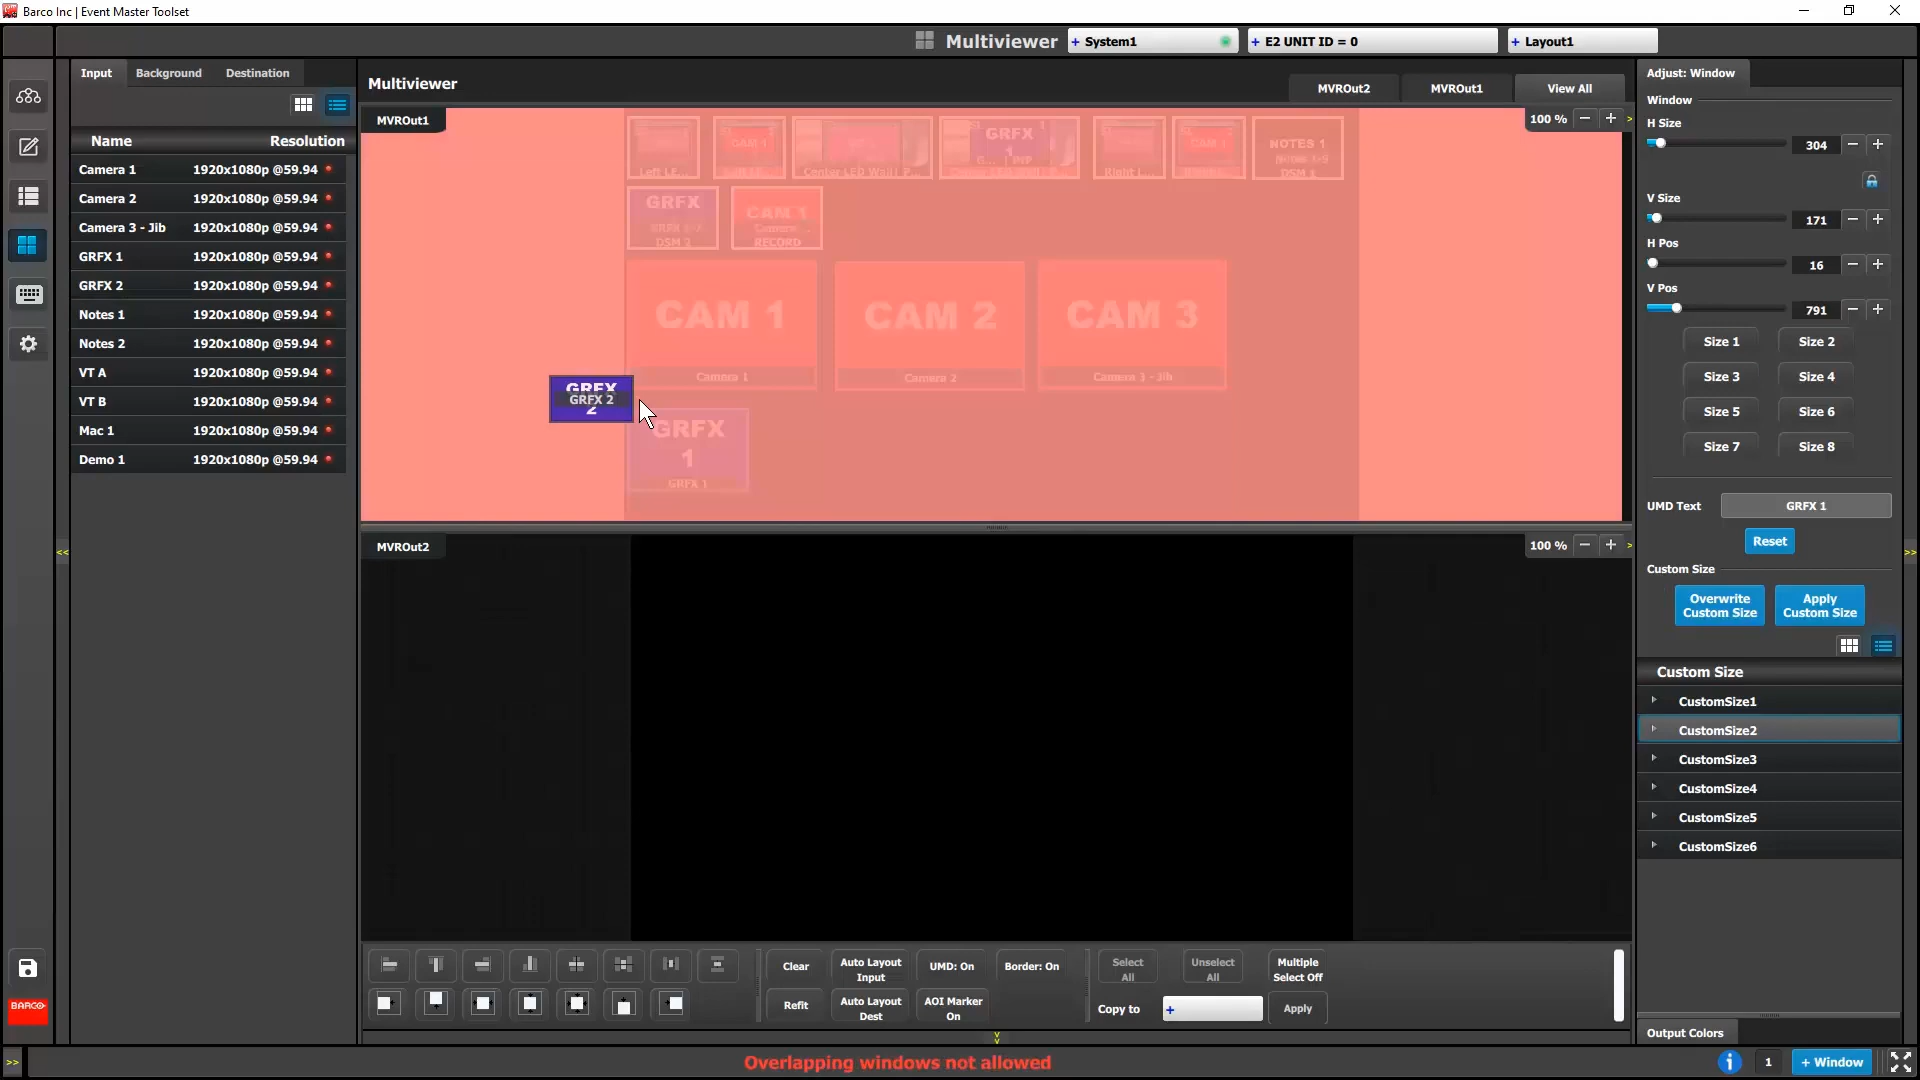 Barco Inc | Event Master Toolset
Multiviewer
+ System1
+ E2 UNIT ID = 0
+ Layout1
Input
Background
Destination
Name Resolution
Camera 1 1920x1080p @59.94
Camera 2 1920x1080p @59.94
Camera 3 - Jib 1920x1080p @59.94
GRFX 1 1920x1080p @59.94
GRFX 2 1920x1080p @59.94
Notes 1 1920x1080p @59.94
Notes 2 1920x1080p @59.94
VT A 1920x1080p @59.94
VT B 1920x1080p @59.94
Mac 1 1920x1080p @59.94
Demo 1 1920x1080p @59.94
BARCO
Multiviewer
MVROut2
MVROut1
View All
MVROut1
100 %
GRFX
1
NOTES 1
DSM 1
GRFX
DSM 2
CAM 1
RECORD
CAM 1
Camera 1
CAM 2
Camera 2
CAM 3
Camera 3 - Jib
GRFX
GRFX 2
2
GRFX
1
GRFX 1
MVROut2
100 %
Clear
Auto Layout
Input
UMD: On
Border: On
Select
All
Unselect
All
Multiple
Select Off
Refit
Auto Layout
Dest
AOI Marker
On
Copy to
+
Apply
Overlapping windows not allowed
Adjust: Window
Window
H Size
304
V Size
171
H Pos
16
V Pos
791
Size 1
Size 2
Size 3
Size 4
Size 5
Size 6
Size 7
Size 8
UMD Text
GRFX 1
Reset
Custom Size
Overwrite
Custom Size
Apply
Custom Size
Custom Size
CustomSize1
CustomSize2
CustomSize3
CustomSize4
CustomSize5
CustomSize6
Output Colors
1
+ Window